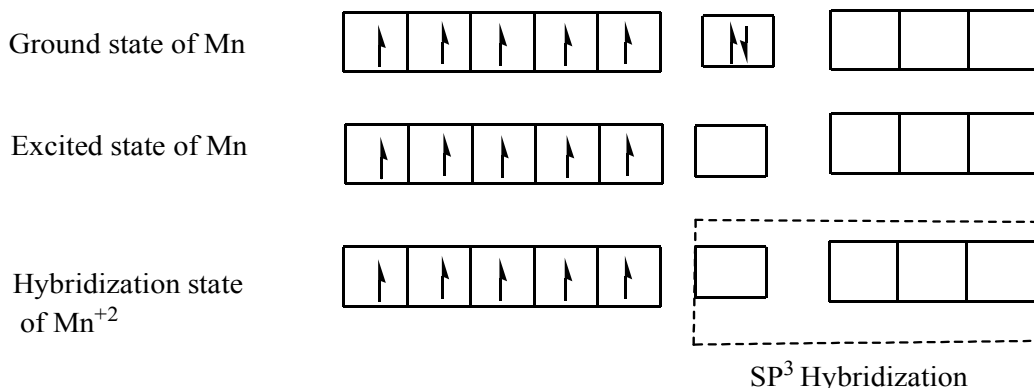 Ground state of Mn
Excited state of Mn
Hybridization state
of Mn⁺²
SP³ Hybridization